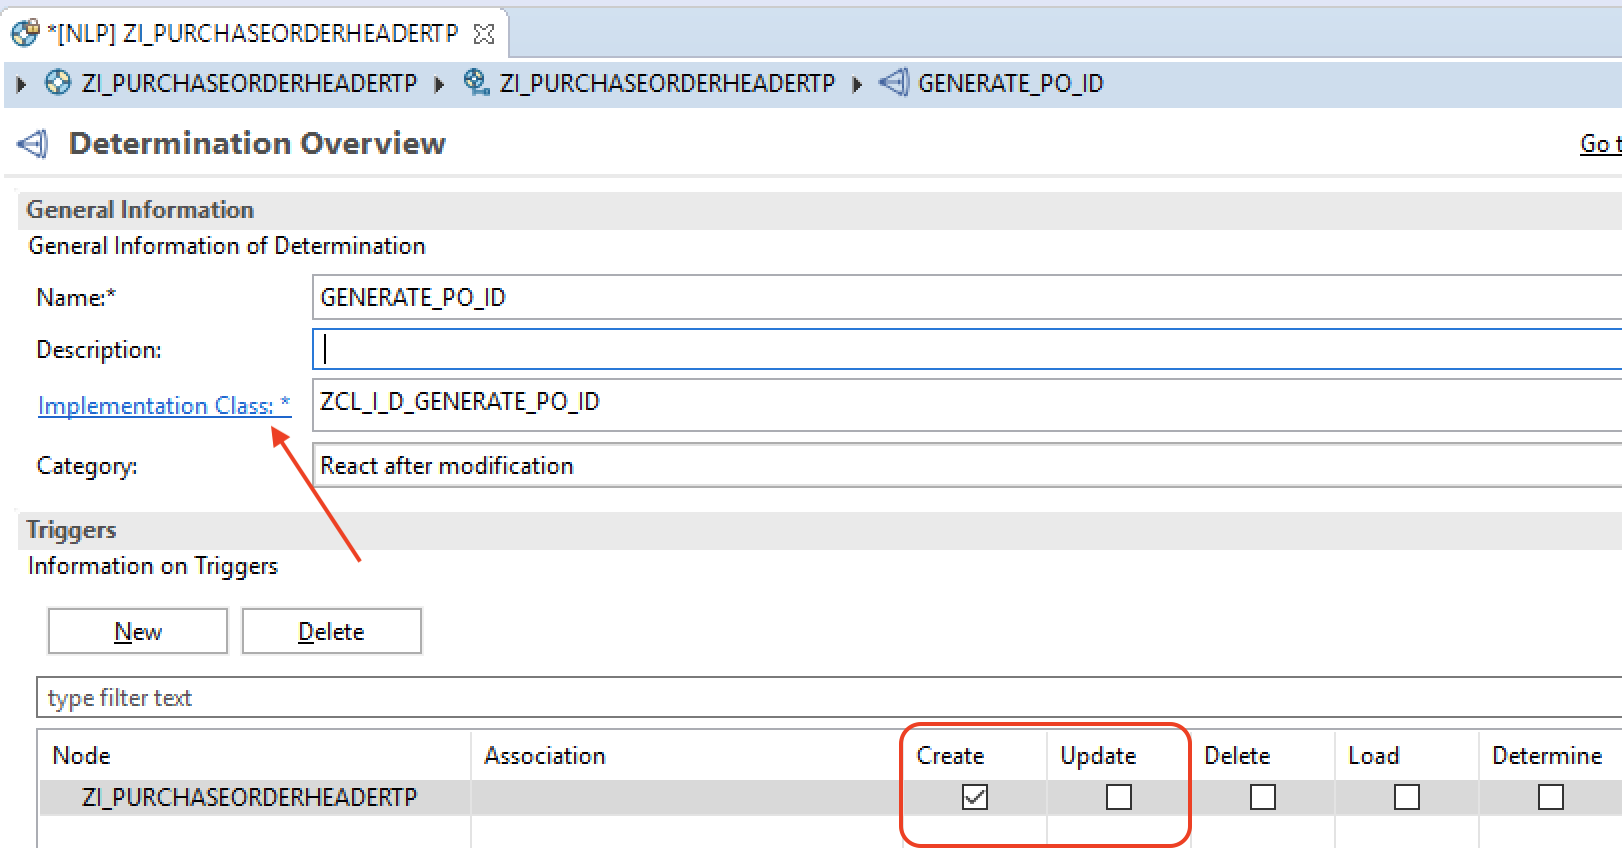 *[NLP] ZI_PURCHASEORDERHEADERTP
ZI_PURCHASEORDERHEADERTP ZI_PURCHASEORDERHEADERTP GENERATE_PO_ID
Determination Overview
Go t
General Information
General Information of Determination
Name:* GENERATE_PO_ID
Description:
Implementation Class: * ZCL_I_D_GENERATE_PO_ID
Category: React after modification
Triggers
Information on Triggers
New Delete
type filter text
Node Association Create Update Delete Load Determine
ZI_PURCHASEORDERHEADERTP